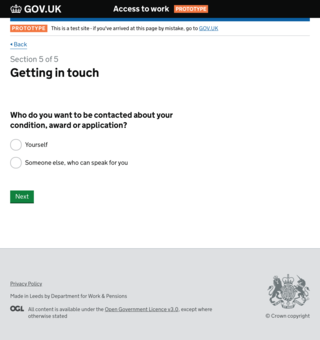 GOV.UK Access to work PROTOTYPE
PROTOTYPE This is a test site - if you've arrived at this page by mistake, go to GOV.UK
Back
Section 5 of 5
Getting in touch
Who do you want to be contacted about your
condition, award or application?
Yourself
Someone else, who can speak for you
Next
Privacy Policy
Made in Leeds by Department for Work & Pensions
OGL All content is available under the Open Government Licence v3.0, except where
otherwise stated
© Crown copyright